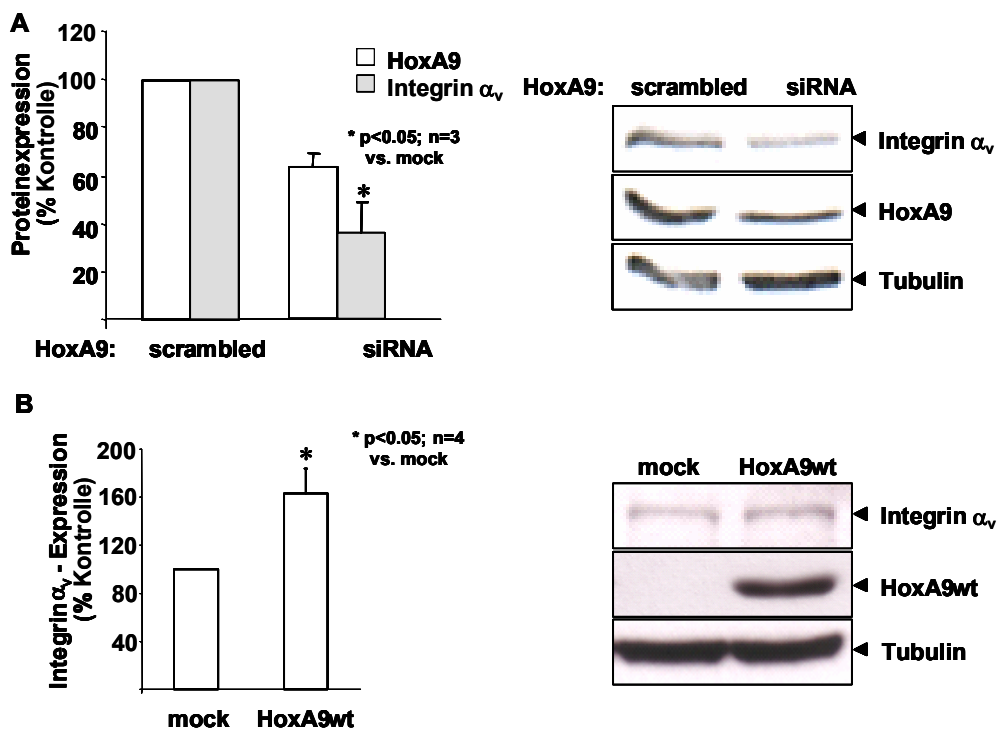 A
120
100
80
60
40
20
Proteinexpression
(% Kontrolle)
HoxA9
Integrin αv
* p<0.05; n=3
vs. mock
*
HoxA9: scrambled siRNA
HoxA9: scrambled siRNA
Integrin αv
HoxA9
Tubulin
B
200
160
120
80
40
Integrin αv - Expression
(% Kontrolle)
* p<0.05; n=4
vs. mock
*
mock HoxA9wt
mock HoxA9wt
Integrin αv
HoxA9wt
Tubulin